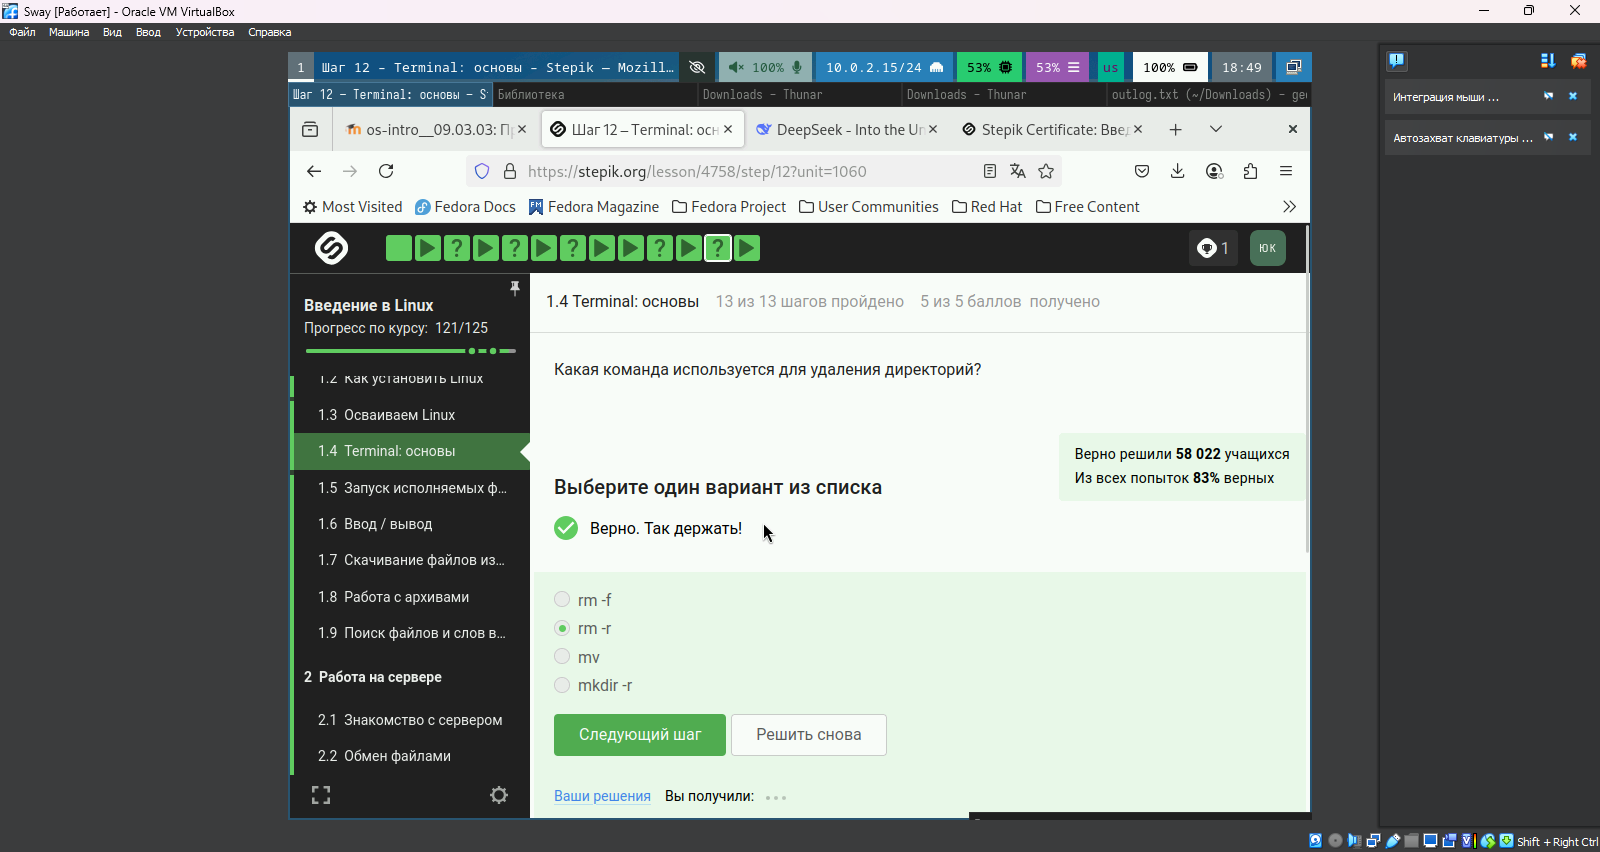 Sway [Работает] - Oracle VM VirtualBox
Файл Машина Вид Ввод Устройства Справка
1 Шаг 12 – Terminal: основы – Stepik — Mozill… 100% 10.0.2.15/24 53% 53% us 100% 18:49
Шаг 12 – Terminal: основы – S Библиотека Downloads - Thunar Downloads - Thunar outlog.txt (~/Downloads) - ge
os-intro__09.03.03: П Шаг 12 – Terminal: осн DeepSeek - Into the Un Stepik Certificate: Введ
https://stepik.org/lesson/4758/step/12?unit=1060
Most Visited Fedora Docs Fedora Magazine Fedora Project User Communities Red Hat Free Content
1 ЮК
Введение в Linux
Прогресс по курсу: 121/125
1.2 Как установить Linux
1.3 Осваиваем Linux
1.4 Terminal: основы
1.5 Запуск исполняемых ф...
1.6 Ввод / вывод
1.7 Скачивание файлов из...
1.8 Работа с архивами
1.9 Поиск файлов и слов в...
2 Работа на сервере
2.1 Знакомство с сервером
2.2 Обмен файлами
1.4 Terminal: основы 13 из 13 шагов пройдено 5 из 5 баллов получено
Какая команда используется для удаления директорий?
Верно решили 58 022 учащихся
Из всех попыток 83% верных
Выберите один вариант из списка
Верно. Так держать!
rm -f
rm -r
mv
mkdir -r
Следующий шаг Решить снова
Ваши решения Вы получили:
Интеграция мыши ...
Автозахват клавиатуры ...
Shift + Right Ctrl